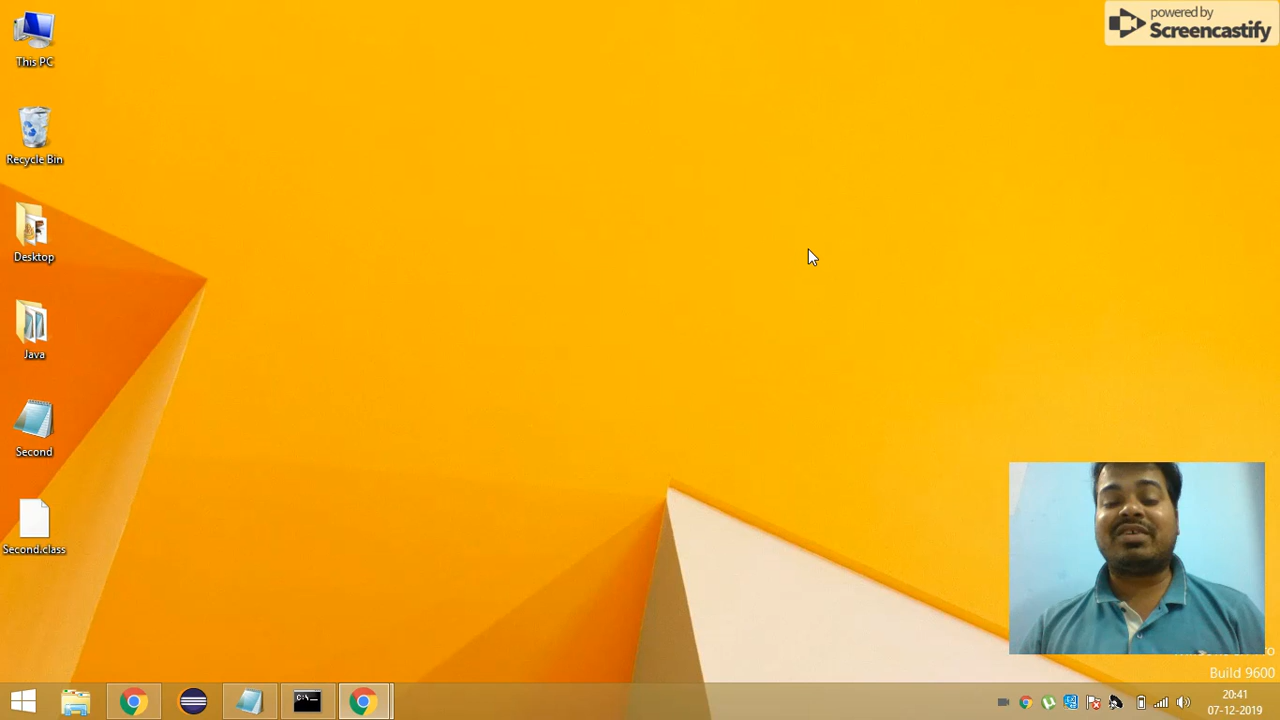 powered by
Screencastify
This PC
Recycle Bin
Desktop
Java
Second
Second.class
Build 9600
C:\
20:41
07-12-2019